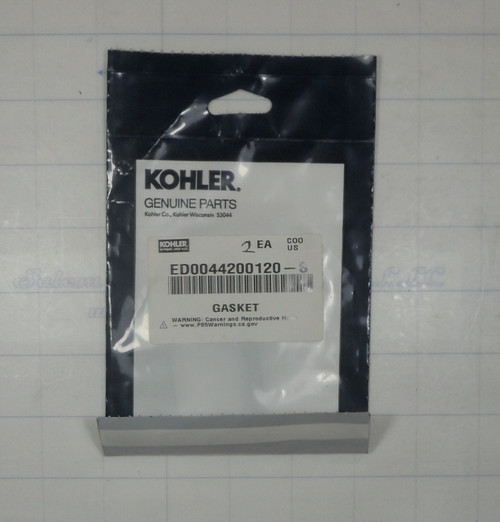 KOHLER.
GENUINE PARTS
Kohler Co., Kohler Wisconsin 53044
KOHLER
2 EA
COO
US
ED0044200120-S
GASKET
WARNING: Cancer and Reproductive
www.P65Warnings.ca.gov